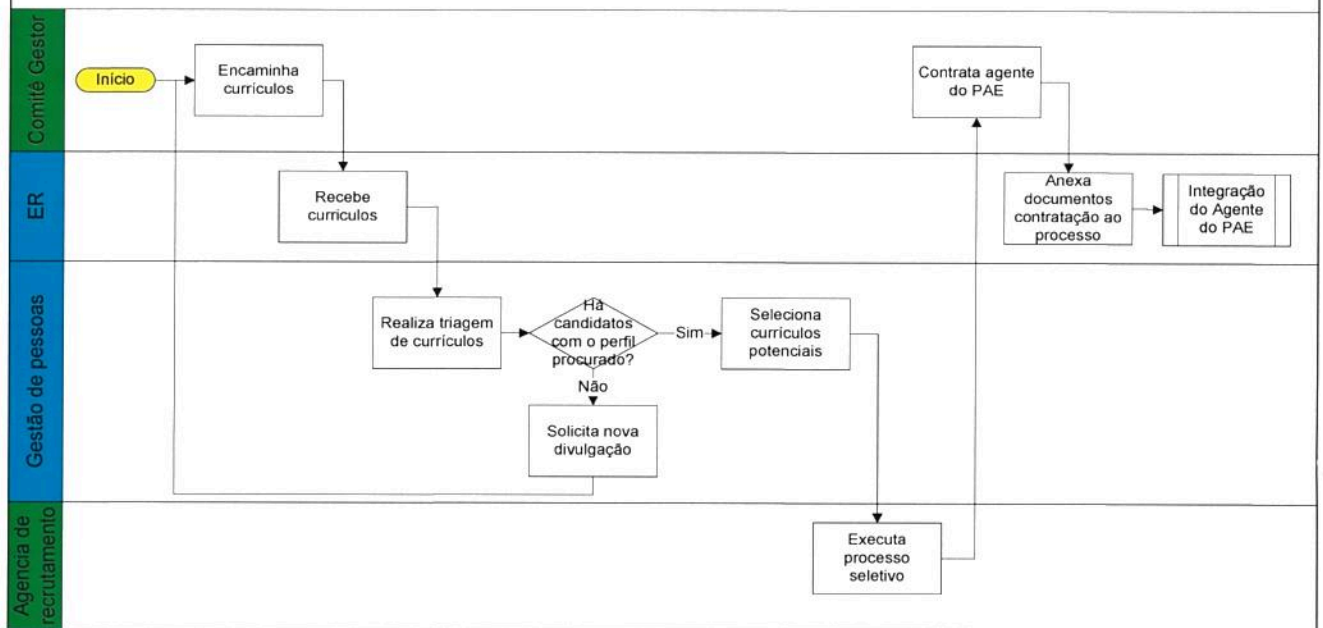 Comitê Gestor
Início
Encaminha
currículos
Contrata agente
do PAE
ER
Recebe
curriculos
Anexa
documentos
contratação ao
processo
Integração
do Agente
do PAE
Gestão de pessoas
Realiza triagem
de currículos
Há
candidatos
com o perfil
procurado?
Sim
Seleciona
currículos
potenciais
Não
Solicita nova
divulgação
Agencia de
recrutamento
Executa
processo
seletivo